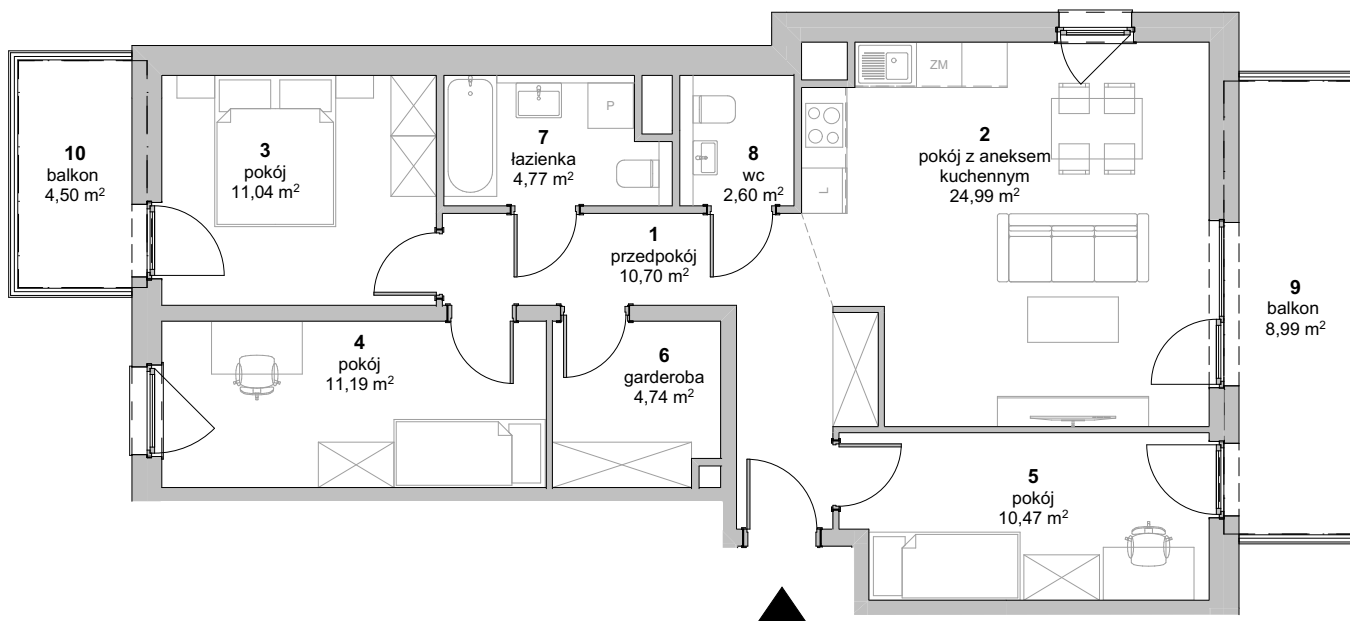 10
balkon
4,50 m²
3
pokój
11,04 m²
7
łazienka
4,77 m²
P
8
wc
2,60 m²
ZM
L
2
pokój z aneksem
kuchennym
24,99 m²
1
przedpokój
10,70 m²
9
balkon
8,99 m²
4
pokój
11,19 m²
6
garderoba
4,74 m²
5
pokój
10,47 m²